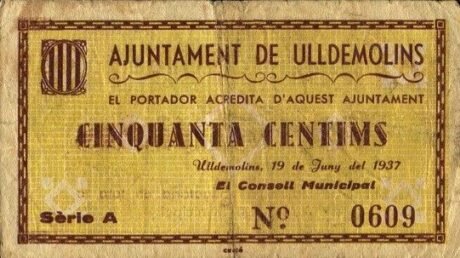 AJUNTAMENT DE ULLDEMOLINS
EL PORTADOR ACREDITA D'AQUEST AJUNTAMENT
CINQUANTA CENTIMS
Ulldemolins, 19 de Juny del 1937
El Consell Municipal
Sèrie A Nº 0609